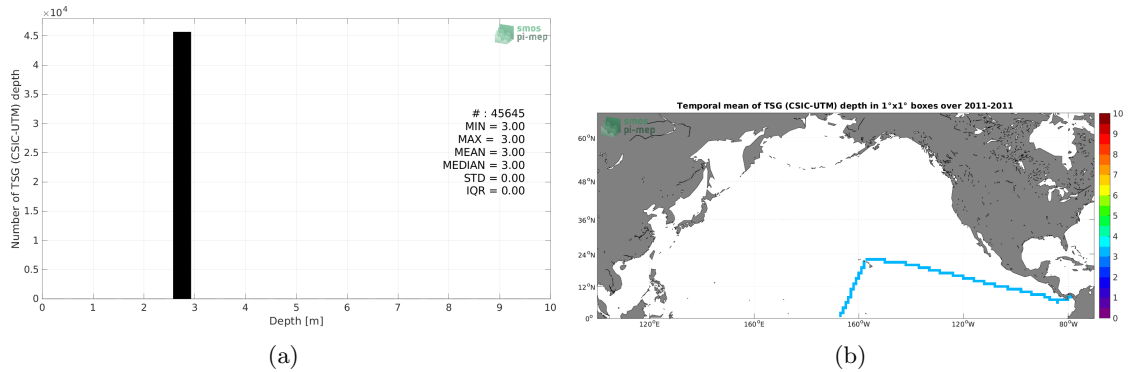 ×10⁴
4.5
4
3.5
3
2.5
2
1.5
1
0.5
0
Number of TSG (CSIC-UTM) depth
smos
pi-mep
# : 45645
MIN = 3.00
MAX = 3.00
MEAN = 3.00
MEDIAN = 3.00
STD = 0.00
IQR = 0.00
0 1 2 3 4 5 6 7 8 9 10
Depth [m]
(a)
Temporal mean of TSG (CSIC-UTM) depth in 1°x1° boxes over 2011-2011
smos
pi-mep
60°N
48°N
36°N
24°N
12°N
0°
120°E 160°E 160°W 120°W 80°W
10
9
8
7
6
5
4
3
2
1
0
(b)